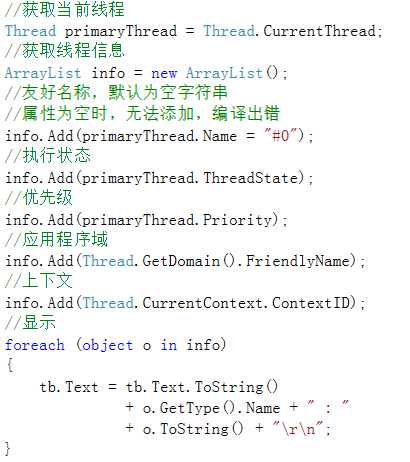 //获取当前线程
Thread primaryThread = Thread.CurrentThread;
//获取线程信息
ArrayList info = new ArrayList();
//友好名称，默认为空字符串
//属性为空时，无法添加，编译出错
info.Add(primaryThread.Name = "#0");
//执行状态
info.Add(primaryThread.ThreadState);
//优先级
info.Add(primaryThread.Priority);
//应用程序域
info.Add(Thread.GetDomain().FriendlyName);
//上下文
info.Add(Thread.CurrentContext.ContextID);
//显示
foreach (object o in info)
{
    tb.Text = tb.Text.ToString()
            + o.GetType().Name + " : "
            + o.ToString() + "\r\n";
}